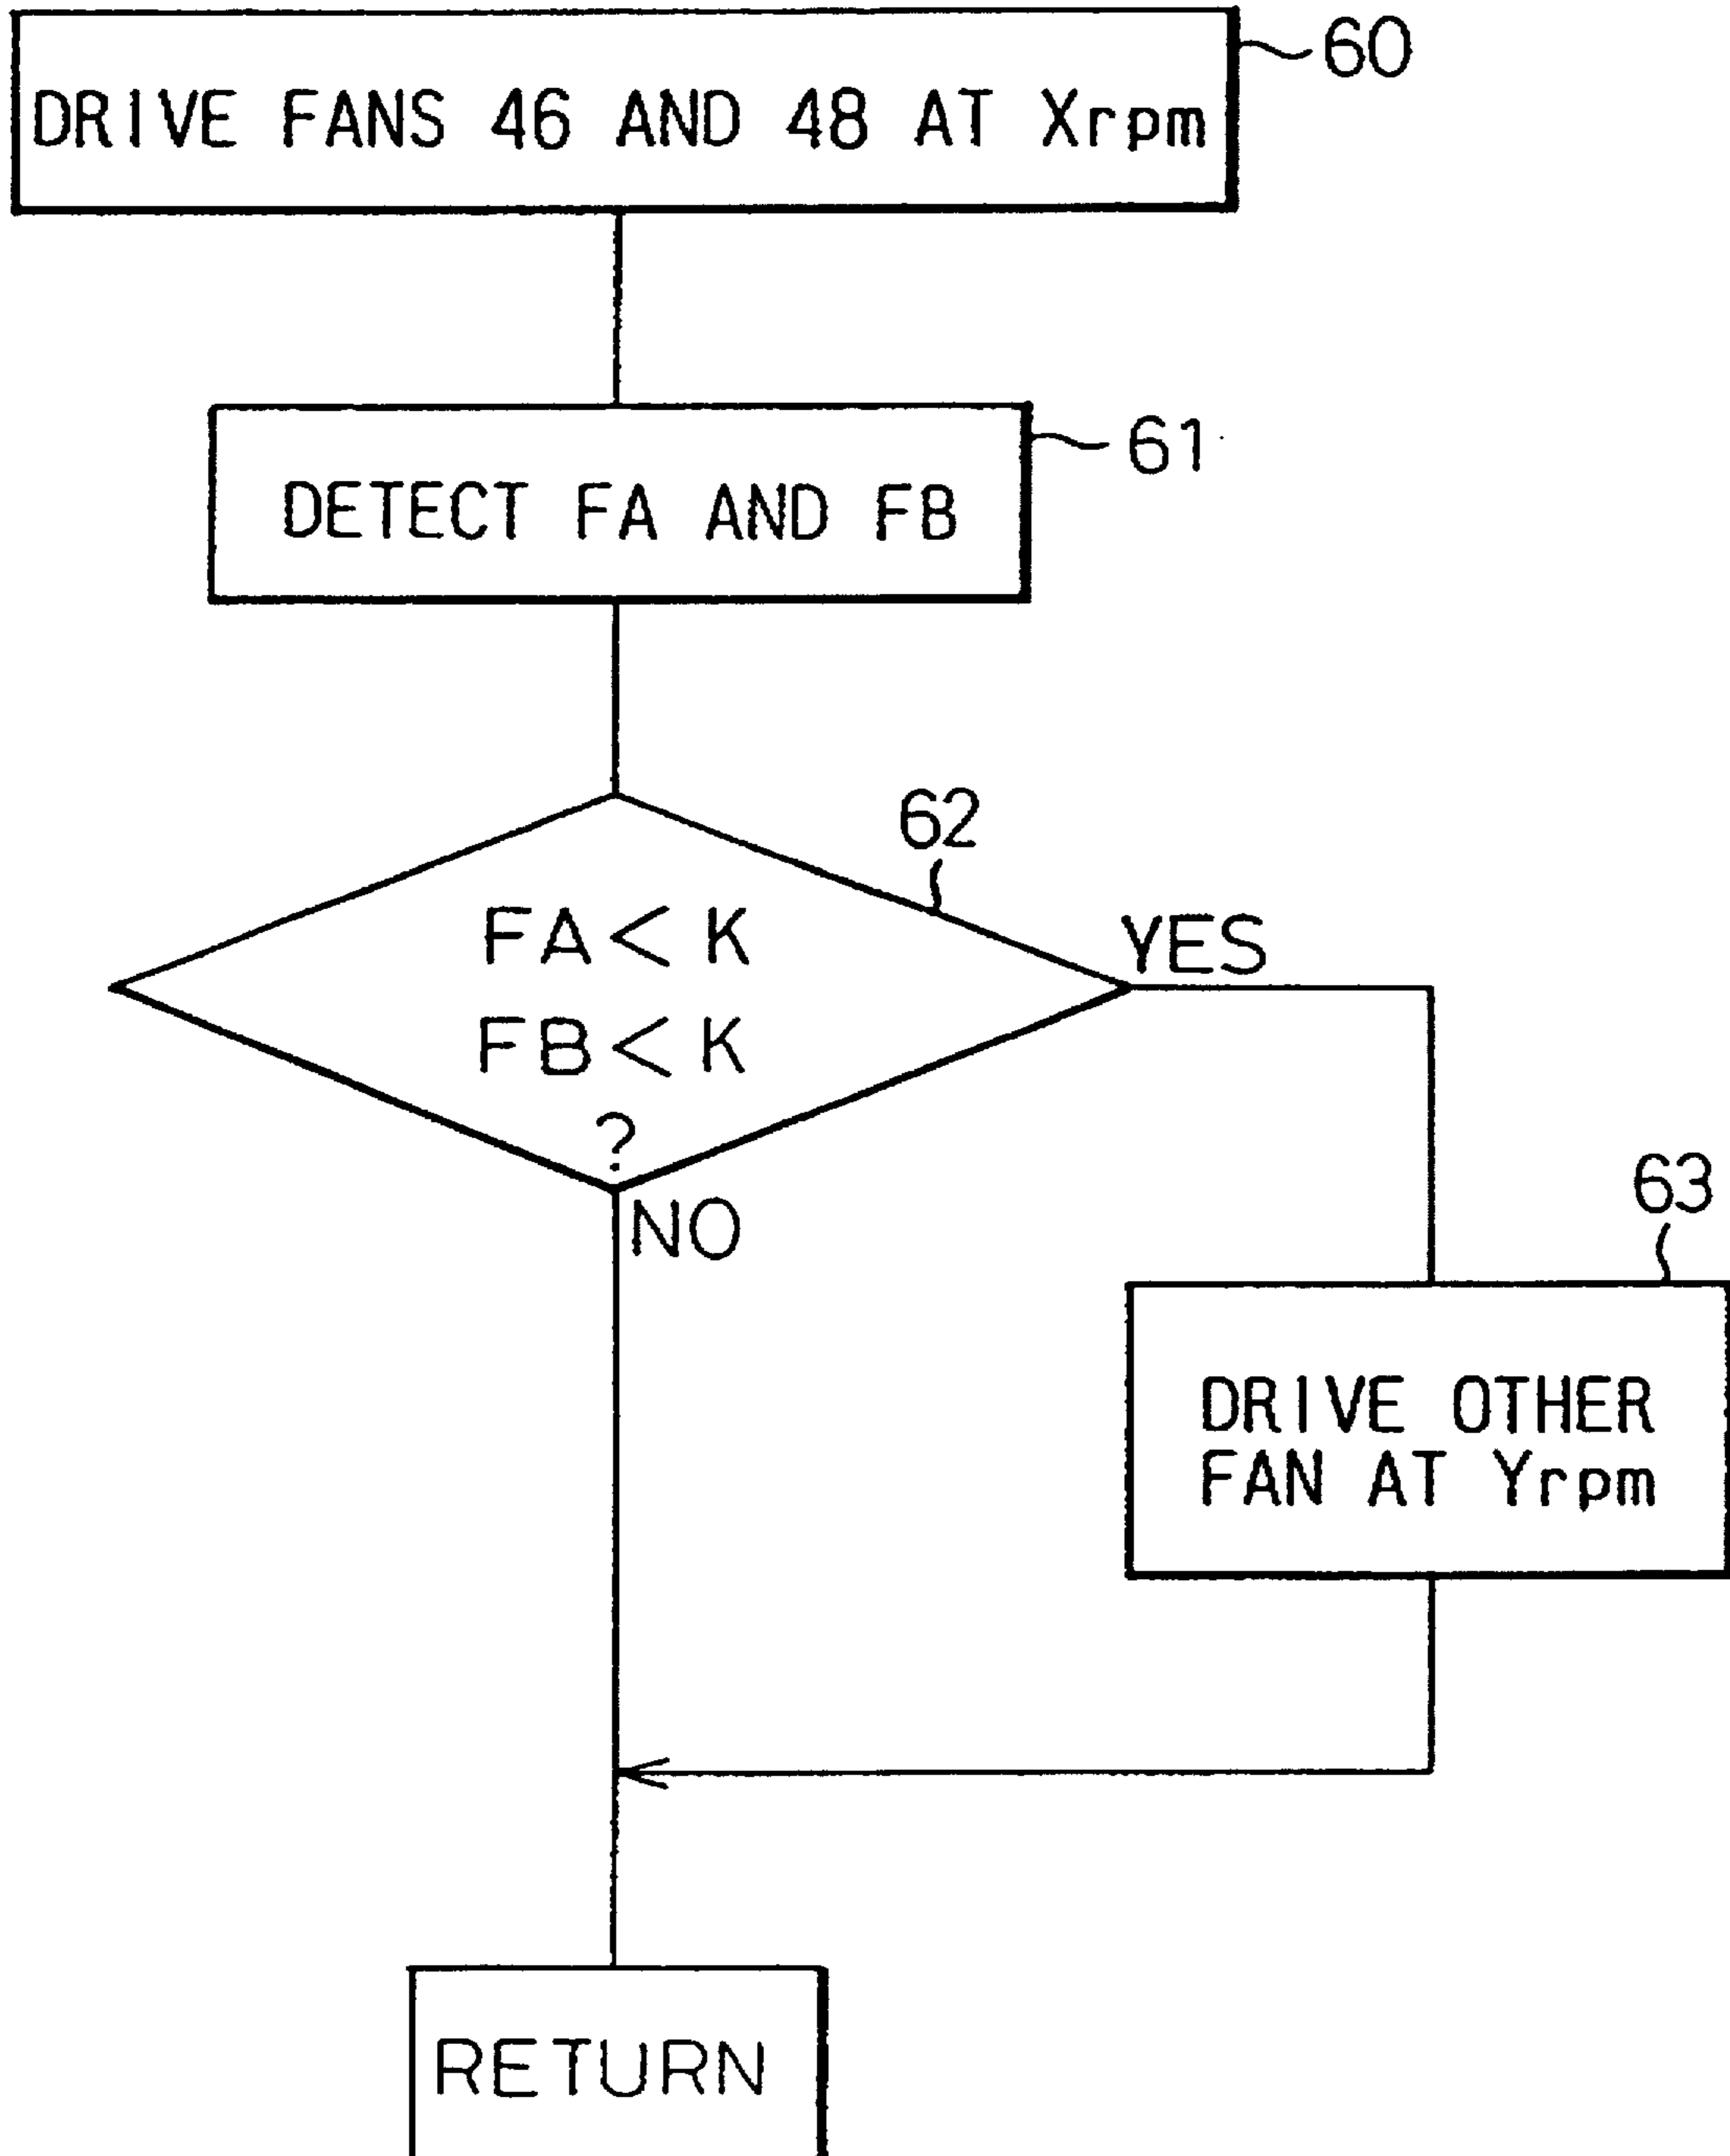 60
DRIVE FANS 46 AND 48 AT Xrpm
61
DETECT FA AND FB
62
FA < K
FB < K
?
YES
NO
63
DRIVE OTHER
FAN AT Yrpm
RETURN